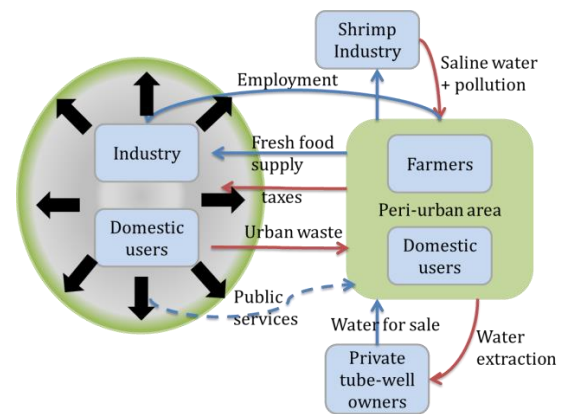 Shrimp
Industry
Saline water
+ pollution
Employment
Industry
Fresh food
supply
Farmers
taxes
Peri-urban area
Domestic
users
Urban waste
Domestic
users
Public
services
Water for sale
Water
extraction
Private
tube-well
owners